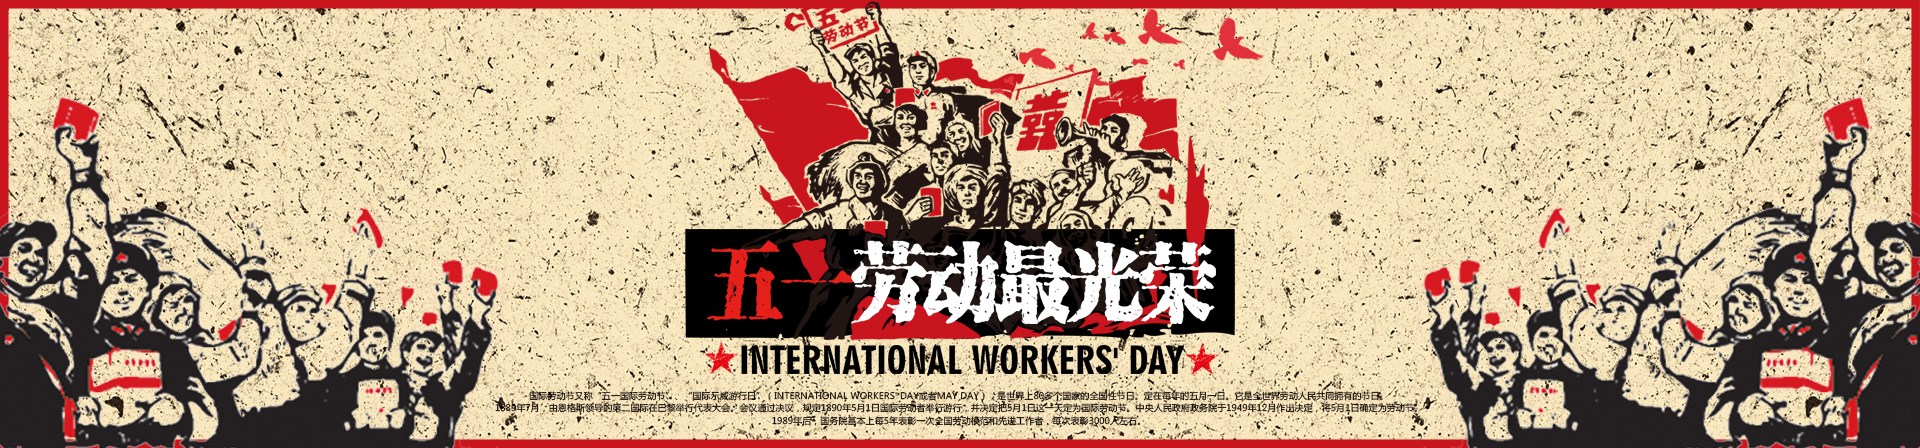 五一
劳动节
囍
五一劳动最光荣
INTERNATIONAL WORKERS' DAY
国际劳动节又称“五一国际劳动节”、“国际示威游行日”（INTERNATIONAL WORKERS' DAY或者MAY DAY），是世界上80多个国家的全国性节日。定在每年的五月一日。它是全世界劳动人民共同拥有的节日。
1889年7月，由恩格斯领导的第二国际在巴黎举行代表大会。会议通过决议，规定1890年5月1日国际劳动者举行游行，并决定把5月1日这一天定为国际劳动节。中央人民政府政务院于1949年12月作出决定，将5月1日确定为劳动节。
1989年后，国务院基本上每5年表彰一次全国劳动模范和先进工作者，每次表彰3000人左右。